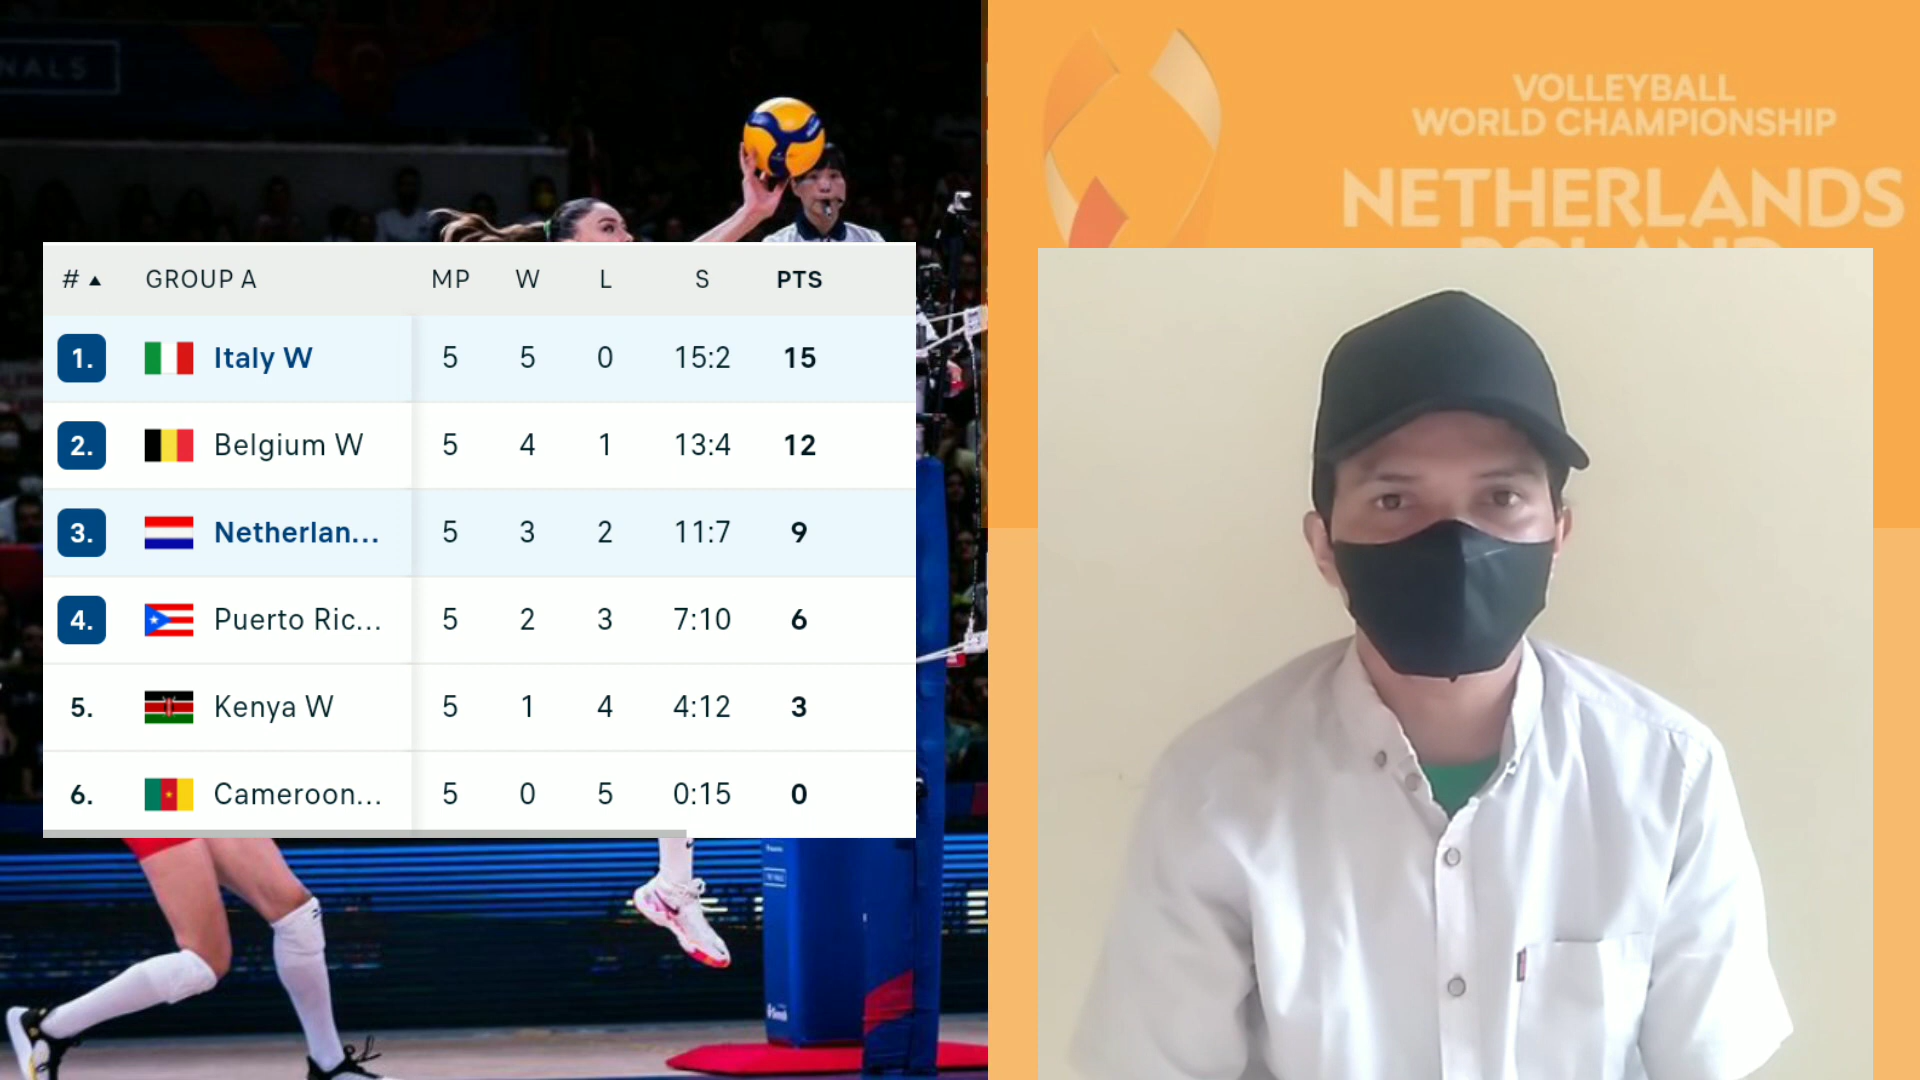 NALS
VOLLEYBALL
WORLD CHAMPIONSHIP
NETHERLANDS
# ▲ GROUP A MP W L S PTS
1. Italy W 5 5 0 15:2 15
2. Belgium W 5 4 1 13:4 12
3. Netherlan... 5 3 2 11:7 9
4. Puerto Ric... 5 2 3 7:10 6
5. Kenya W 5 1 4 4:12 3
6. Cameroon... 5 0 5 0:15 0